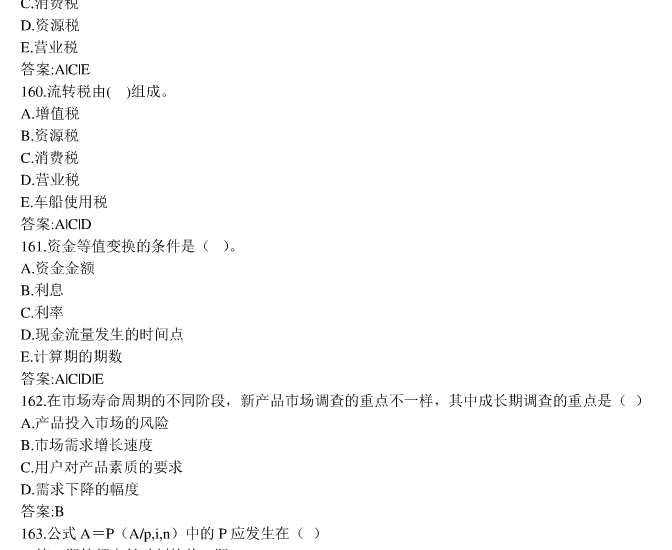 C.消费税
D.资源税
E.营业税
答案:A|C|E
160.流转税由(    )组成。
A.增值税
B.资源税
C.消费税
D.营业税
E.车船使用税
答案:A|C|D
161.资金等值变换的条件是（    )。
A.资金金额
B.利息
C.利率
D.现金流量发生的时间点
E.计算期的期数
答案:A|C|D|E
162.在市场寿命周期的不同阶段，新产品市场调查的重点不一样，其中成长期调查的重点是（  ）
A.产品投入市场的风险
B.市场需求增长速度
C.用户对产品素质的要求
D.需求下降的幅度
答案:B
163.公式 A＝P（A/p,i,n）中的 P 应发生在（  ）